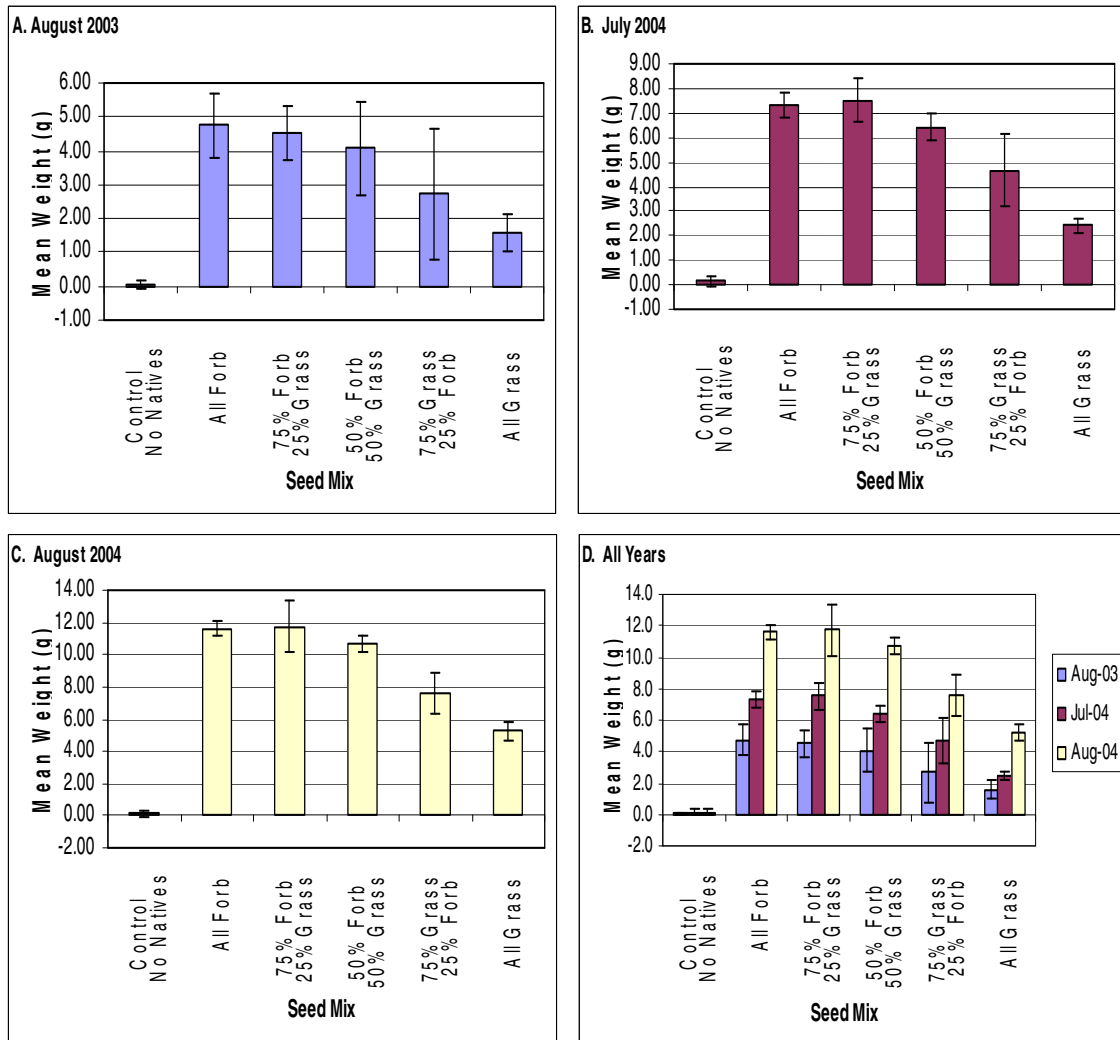 A. August 2003
Mean Weight (g)
6.00
5.00
4.00
3.00
2.00
1.00
0.00
-1.00
Control
No Natives
All Forb
75% Forb
25% Grass
50% Forb
50% Grass
75% Grass
25% Forb
All Grass
Seed Mix
B. July 2004
Mean Weight (g)
9.00
8.00
7.00
6.00
5.00
4.00
3.00
2.00
1.00
0.00
-1.00
Control
No Natives
All Forb
75% Forb
25% Grass
50% Forb
50% Grass
75% Grass
25% Forb
All Grass
Seed Mix
C. August 2004
Mean Weight (g)
14.00
12.00
10.00
8.00
6.00
4.00
2.00
0.00
-2.00
Control
No Natives
All Forb
75% Forb
25% Grass
50% Forb
50% Grass
75% Grass
25% Forb
All Grass
Seed Mix
D. All Years
Mean Weight (g)
14.0
12.0
10.0
8.0
6.0
4.0
2.0
0.0
-2.0
Control
No Natives
All Forb
75% Forb
25% Grass
50% Forb
50% Grass
75% Grass
25% Forb
All Grass
Seed Mix
Aug-03
Jul-04
Aug-04